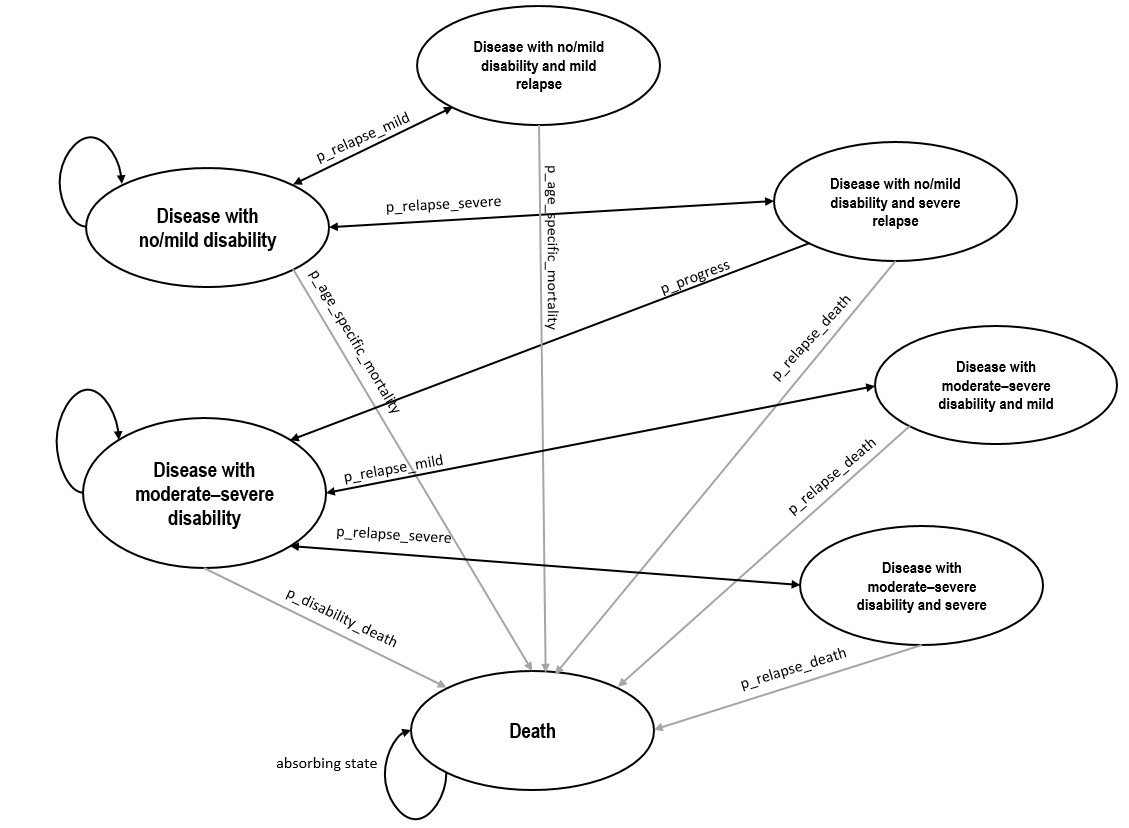 Disease with no/mild
disability and mild
relapse
p_relapse_mild
Disease with no/mild
disability and severe
relapse
p_relapse_severe
Disease with
no/mild disability
p_age_specific_mortality
p_age_specific_mortality
p_progress
p_relapse_death
Disease with
moderate–severe
disability and mild
p_relapse_mild
p_relapse_death
Disease with
moderate–severe
disability
p_relapse_severe
Disease with
moderate–severe
disability and severe
p_disability_death
p_relapse_death
Death
absorbing state